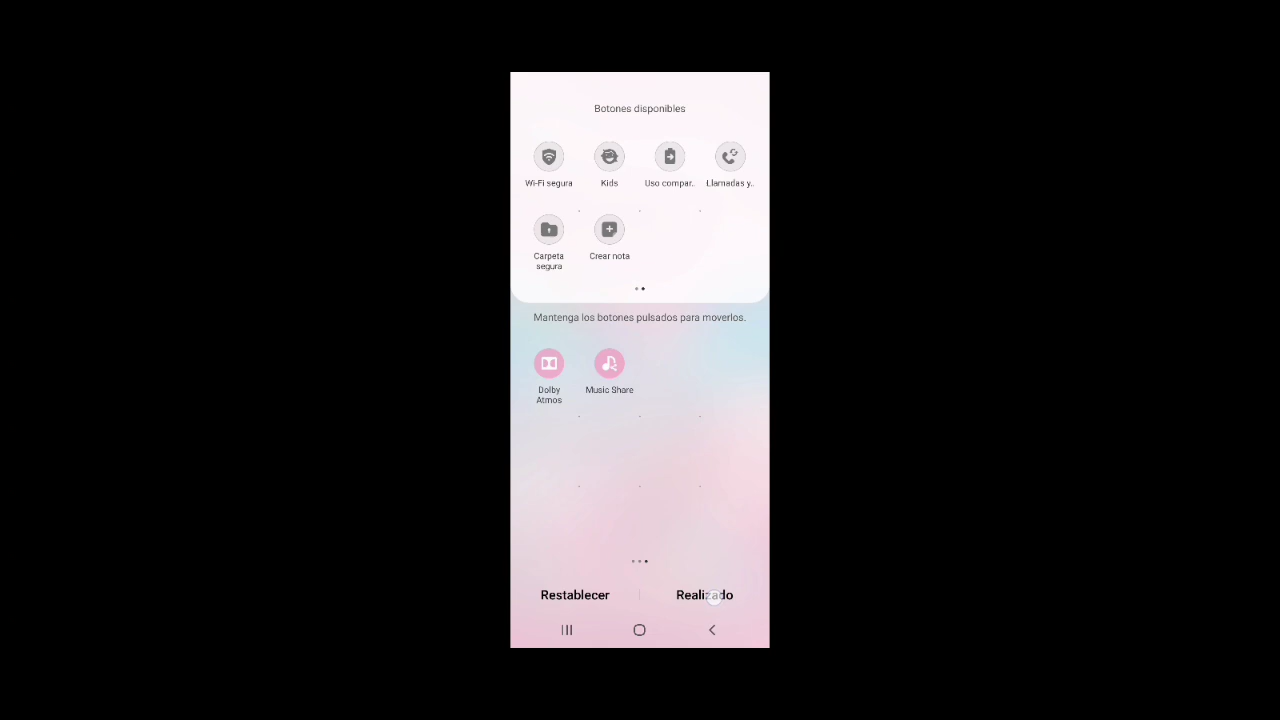 Botones disponibles
Wi-Fi segura
Kids
Uso compar.
Llamadas y..
Carpeta
segura
Crear nota
Mantenga los botones pulsados para moverlos.
Dolby
Atmos
Music Share
Restablecer
Realizado